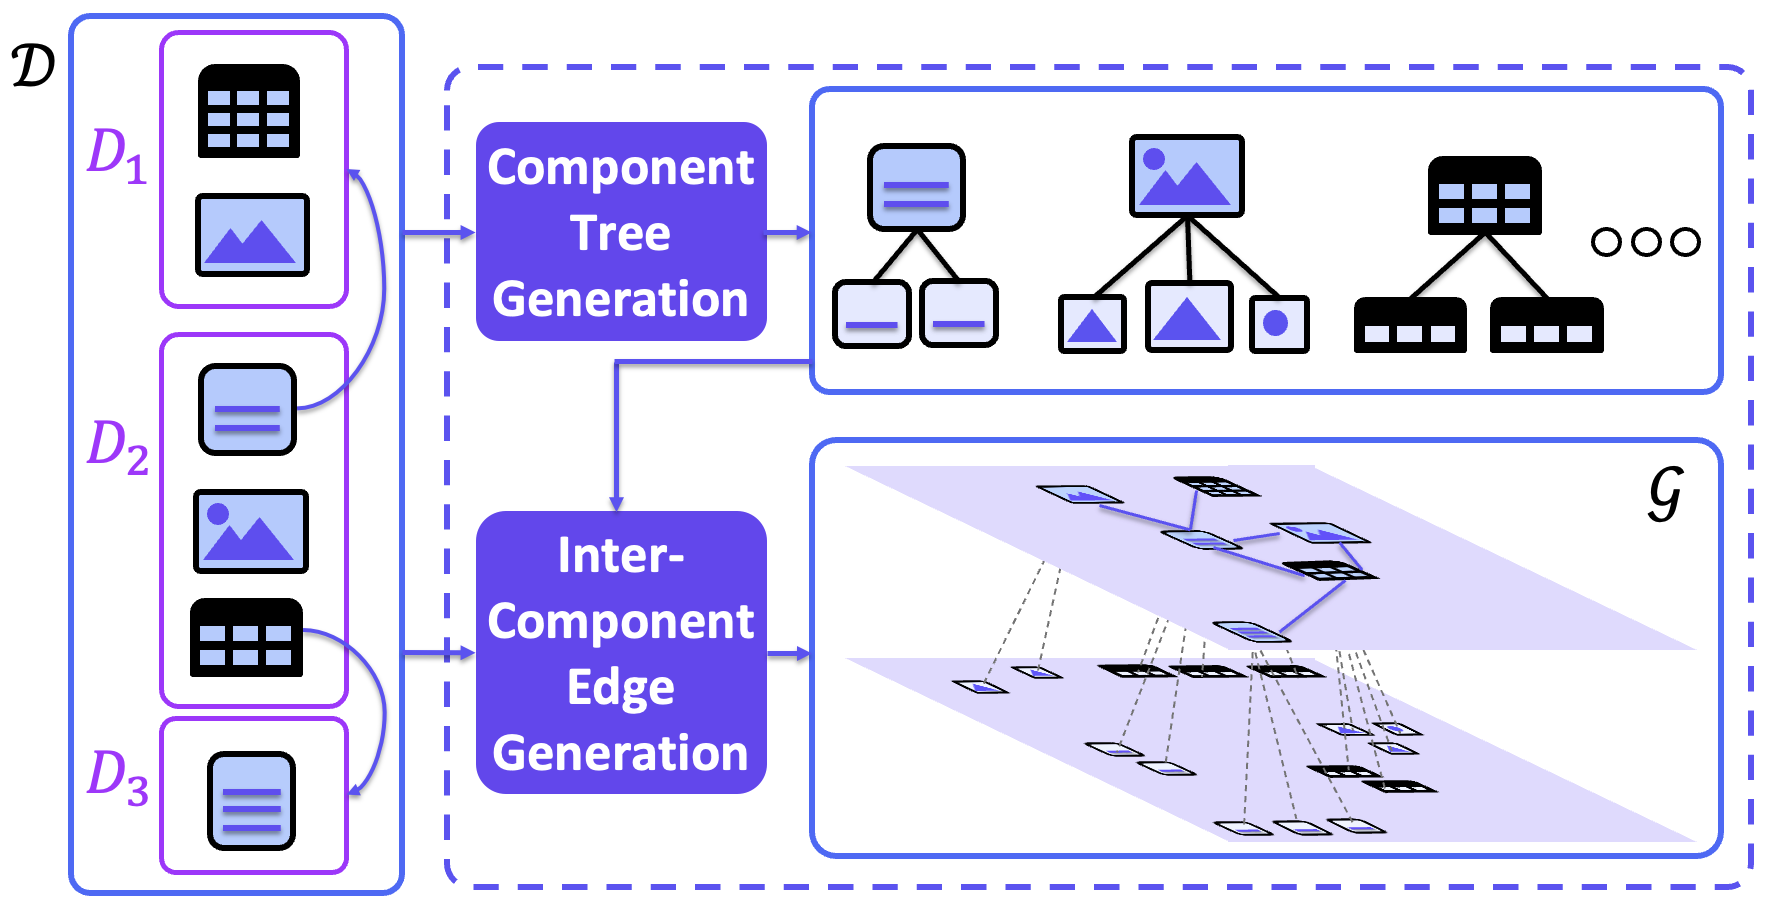 𝒟
D₁
D₂
D₃
Component
Tree
Generation
Inter-
Component
Edge
Generation
𝒢